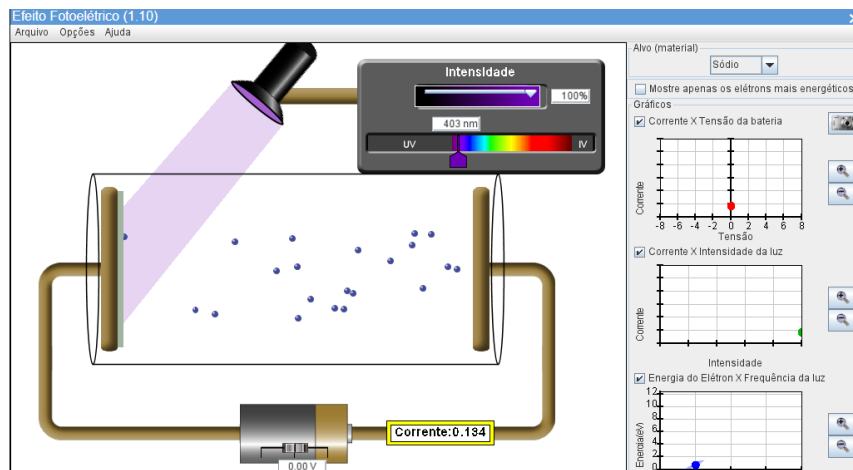 Efeito Fotoelétrico (1.10)
Arquivo Opções Ajuda
Intensidade
100%
403 nm
UV
IV
Corrente:0.134
0.00 V
Alvo (material)
Sódio
Mostre apenas os elétrons mais energéticos
Gráficos
Corrente X Tensão da bateria
Corrente
-8 -6 -4 -2 0 2 4 6 8
Tensão
Corrente X Intensidade da luz
Corrente
Intensidade
Energia do Elétron X Frequência da luz
Energia(eV)
12
10
8
6
4
2
0